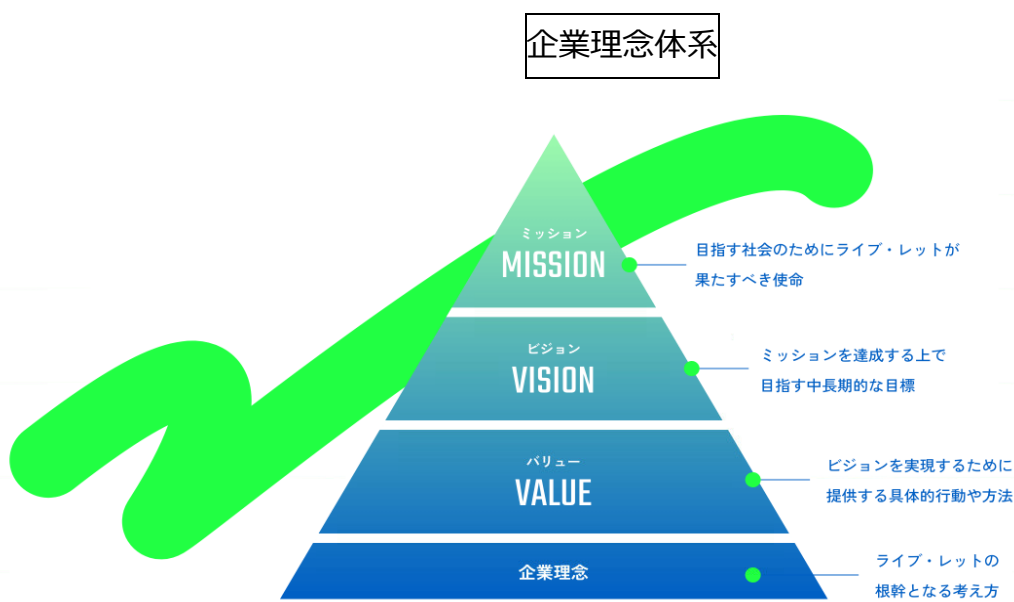 企業理念体系
ミッション
MISSION
目指す社会のためにライブ・レットが
果たすべき使命
ビジョン
VISION
ミッションを達成する上で
目指す中長期的な目標
バリュー
VALUE
ビジョンを実現するために
提供する具体的行動や方法
企業理念
ライブ・レットの
根幹となる考え方